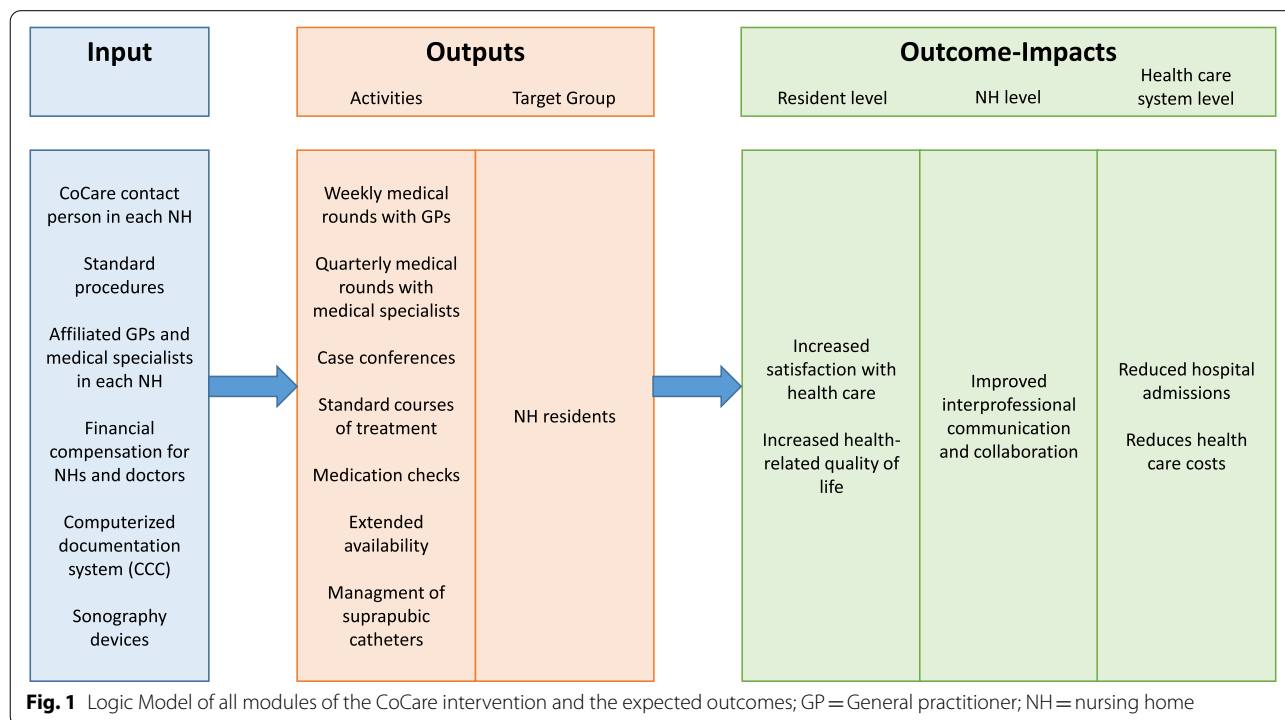 Input
CoCare contact
person in each NH
Standard
procedures
Affiliated GPs and
medical specialists
in each NH
Financial
compensation for
NHs and doctors
Computerized
documentation
system (CCC)
Sonography
devices
Outputs
Activities
Target Group
Weekly medical
rounds with GPs
Quarterly medical
rounds with
medical specialists
Case conferences
Standard courses
of treatment
Medication checks
Extended
availability
Managment of
suprapubic
catheters
NH residents
Outcome-Impacts
Resident level
NH level
Health care
system level
Increased
satisfaction with
health care
Increased health-
related quality of
life
Improved
interprofessional
communication
and collaboration
Reduced hospital
admissions
Reduces health
care costs
Fig. 1 Logic Model of all modules of the CoCare intervention and the expected outcomes; GP = General practitioner; NH = nursing home